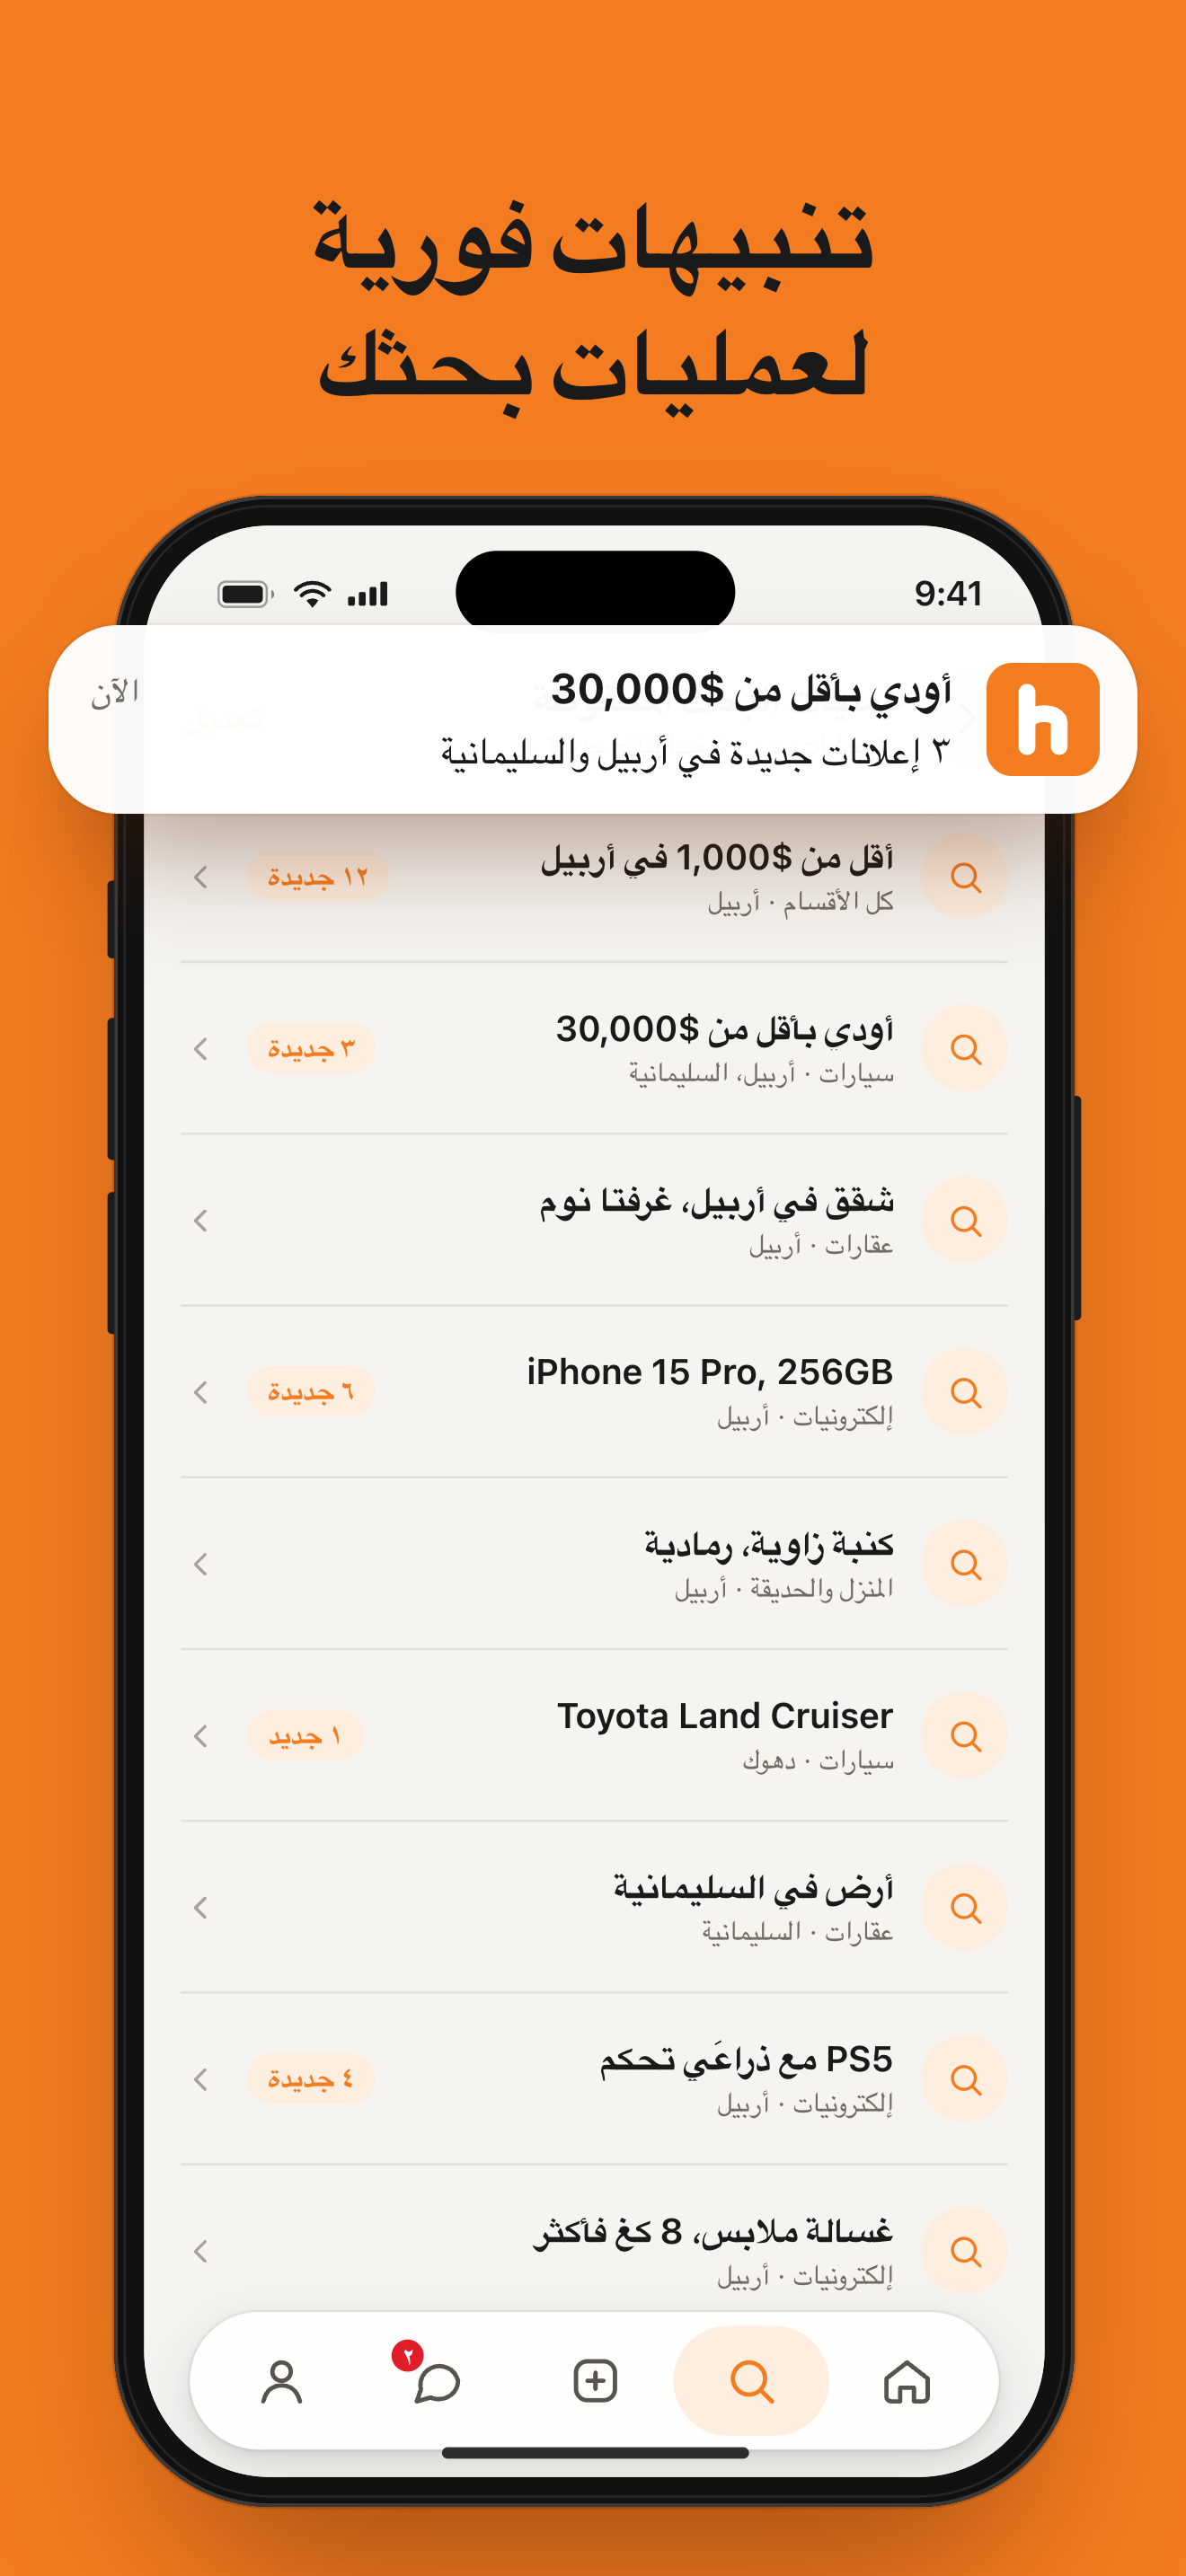 تنبيهات فورية
لعمليات بحثك
9:41
أودي بأقل من $30,000
الآن
٣ إعلانات جديدة في أربيل والسليمانية
أقل من $1,000 في أربيل
١٢ جديدة
كل الأقسام · أربيل
أودي بأقل من $30,000
٣ جديدة
سيارات · أربيل، السليمانية
شقق في أربيل، غرفتا نوم
عقارات · أربيل
iPhone 15 Pro, 256GB
٦ جديدة
إلكترونيات · أربيل
كنبة زاوية، رمادية
المنزل والحديقة · أربيل
Toyota Land Cruiser
١ جديد
سيارات · دهوك
أرض في السليمانية
عقارات · السليمانية
PS5 مع ذراعَي تحكم
٤ جديدة
إلكترونيات · أربيل
غسالة ملابس، 8 كغ فأكثر
إلكترونيات · أربيل
٢